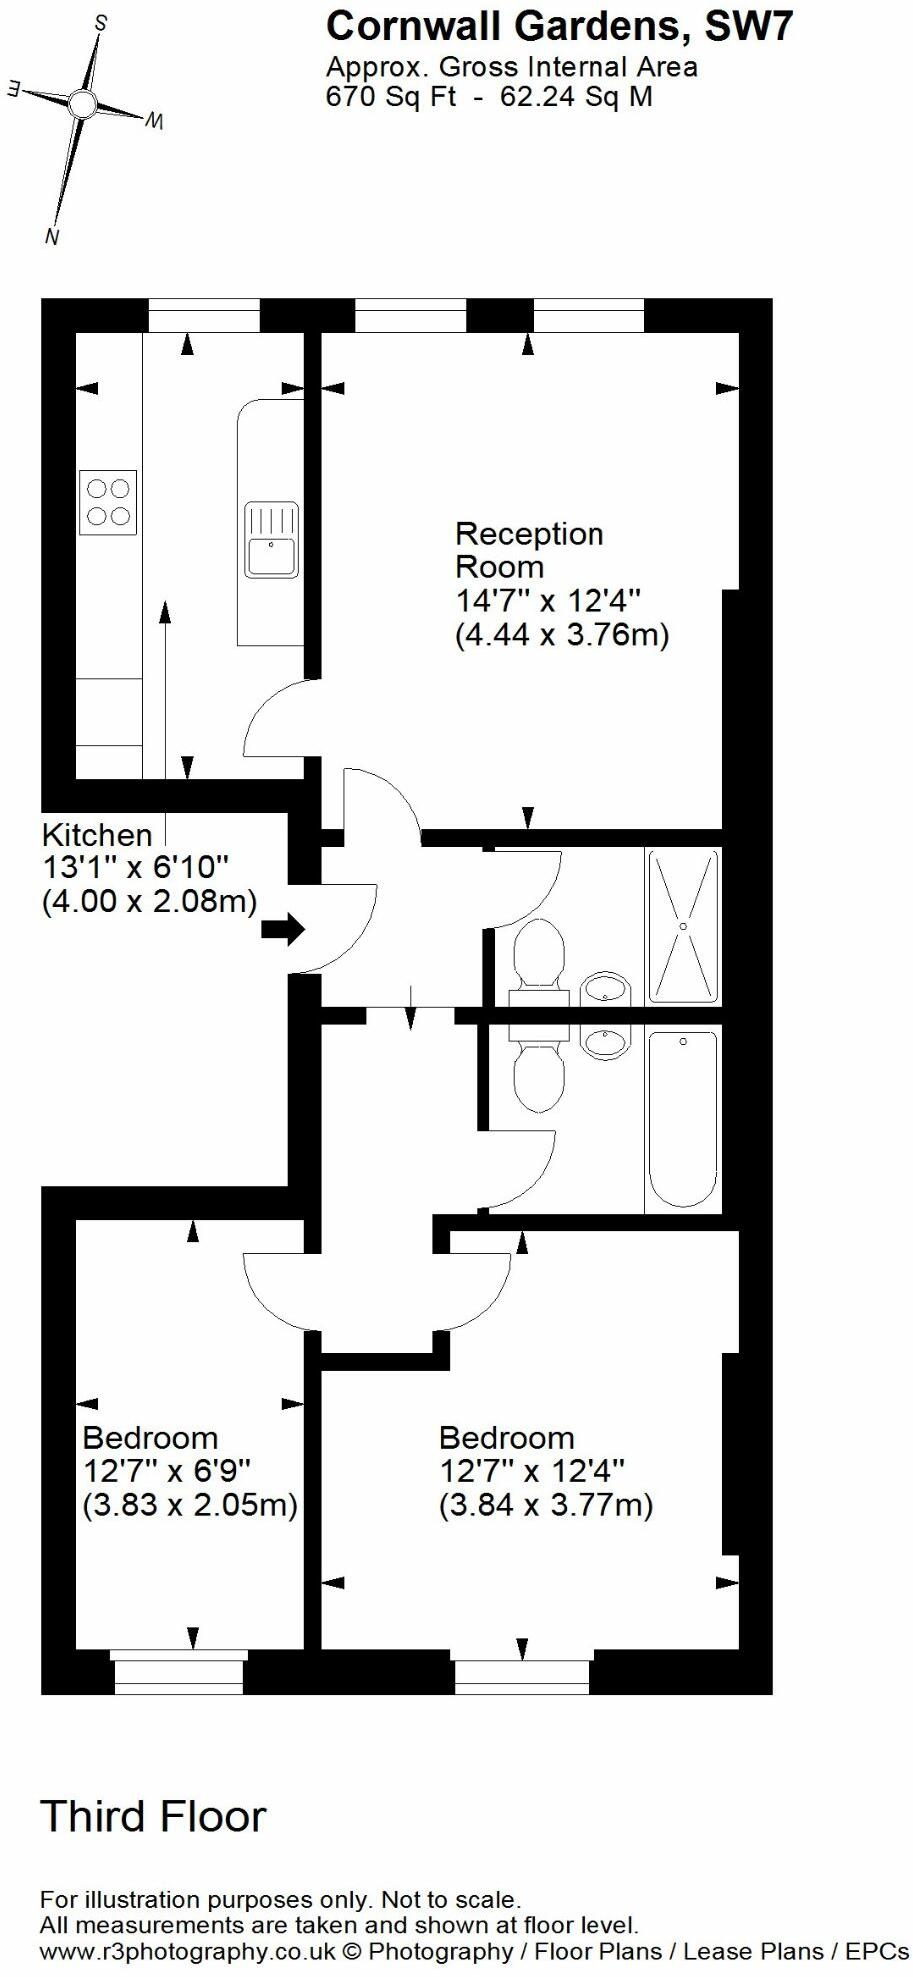 Cornwall Gardens, SW7
Approx. Gross Internal Area
670 Sq Ft - 62.24 Sq M
S
E
W
N
Reception
Room
14'7" x 12'4"
(4.44 x 3.76m)
Kitchen
13'1" x 6'10"
(4.00 x 2.08m)
Bedroom
12'7" x 6'9"
(3.83 x 2.05m)
Bedroom
12'7" x 12'4"
(3.84 x 3.77m)
Third Floor
For illustration purposes only. Not to scale.
All measurements are taken and shown at floor level.
www.r3photography.co.uk © Photography / Floor Plans / Lease Plans / EPCs